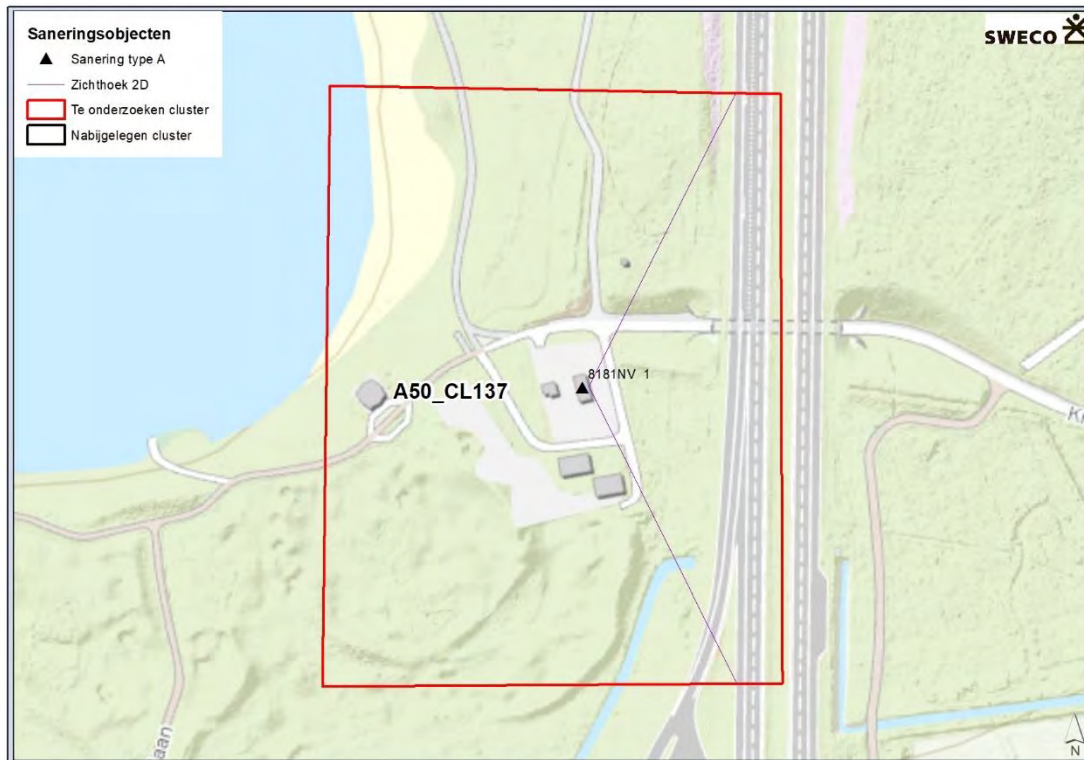 Saneringsobjecten
SWECO
Sanering type A
Zichthoek 2D
Te onderzoeken cluster
Nabijgelegen cluster
8181NV 1
A50_CL137
N